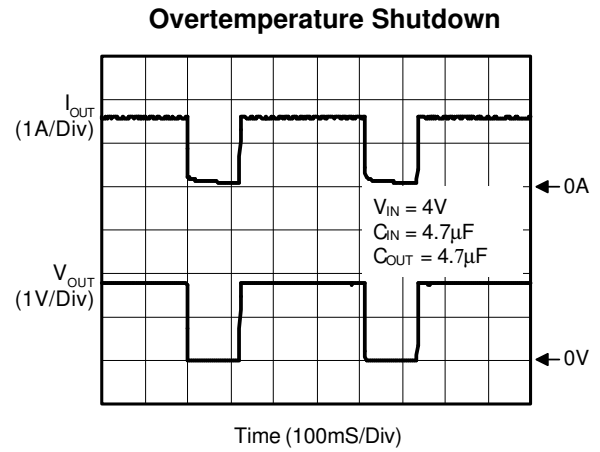 Overtemperature Shutdown
IOUT
(1A/Div)
0A
VIN = 4V
CIN = 4.7µF
COUT = 4.7µF
VOUT
(1V/Div)
0V
Time (100mS/Div)